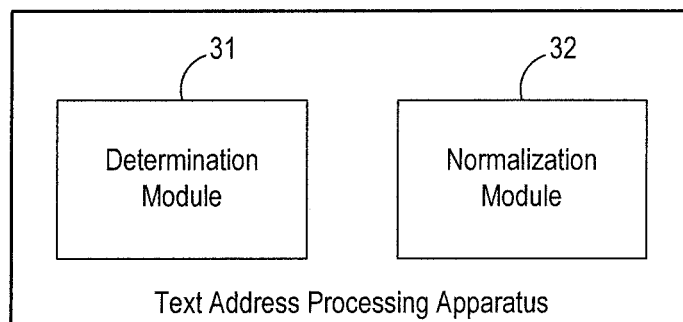 31
32
Determination
Module
Normalization
Module
Text Address Processing Apparatus